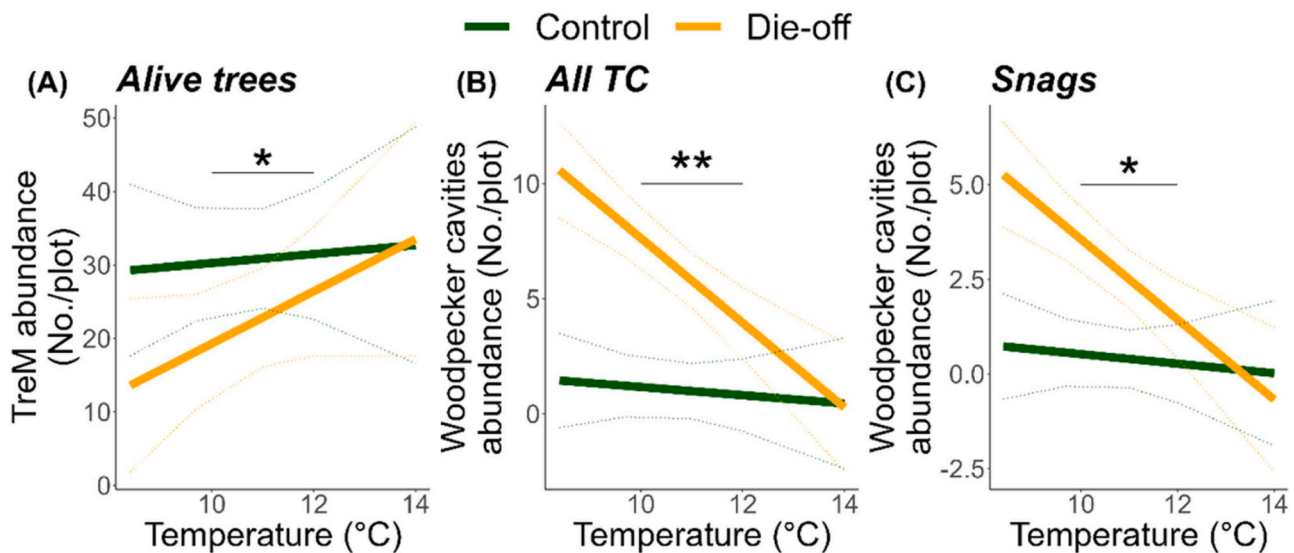 Control Die-off
(A) Alive trees
TreM abundance
(No./plot)
50
40
30
20
10
0
*
10 12 14
Temperature (°C)
(B) All TC
Woodpecker cavities
abundance (No./plot)
10
5
0
**
10 12 14
Temperature (°C)
(C) Snags
Woodpecker cavities
abundance (No./plot)
5.0
2.5
0.0
-2.5
*
10 12 14
Temperature (°C)